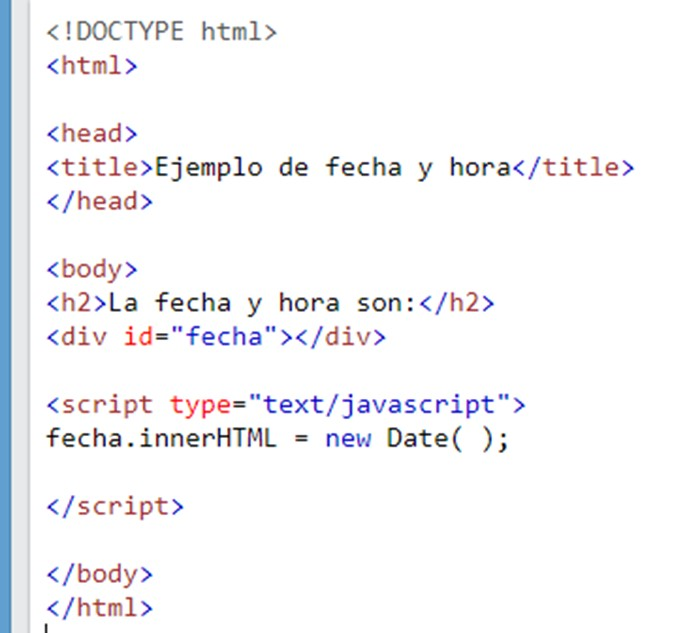 <!DOCTYPE html>
<html>
<head>
<title>Ejemplo de fecha y hora</title>
</head>
<body>
<h2>La fecha y hora son:</h2>
<div id="fecha"></div>
<script type="text/javascript">
fecha.innerHTML = new Date( );
</script>
</body>
</html>